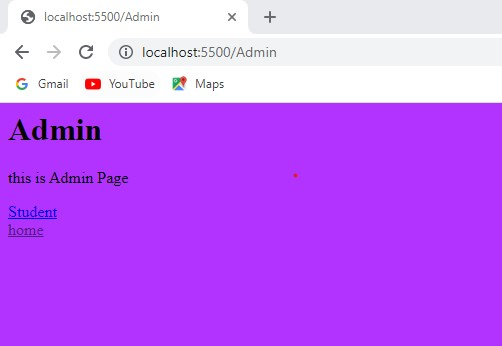 localhost:5500/Admin
localhost:5500/Admin
Gmail YouTube Maps
Admin
this is Admin Page
Student
home